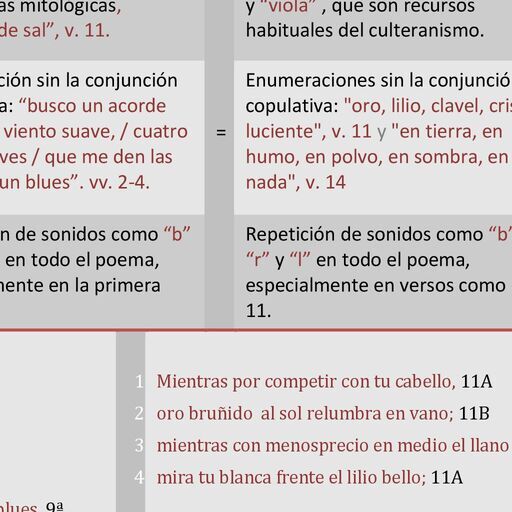 as mitológicas,
de sal”, v. 11.
y “viola” , que son recursos
habituales del culteranismo.
ción sin la conjunción
a: “busco un acorde
viento suave, / cuatro
ves / que me den las
un blues”. vv. 2-4.
=
Enumeraciones sin la conjunció
copulativa: "oro, lilio, clavel, cris
luciente", v. 11 y "en tierra, en
humo, en polvo, en sombra, en
nada", v. 14
n de sonidos como “b”
en todo el poema,
mente en la primera
Repetición de sonidos como “b”
“r” y “l” en todo el poema,
especialmente en versos como
11.
1 Mientras por competir con tu cabello, 11A
2 oro bruñido al sol relumbra en vano; 11B
3 mientras con menosprecio en medio el llano
4 mira tu blanca frente el lilio bello; 11A
blues, 9ª